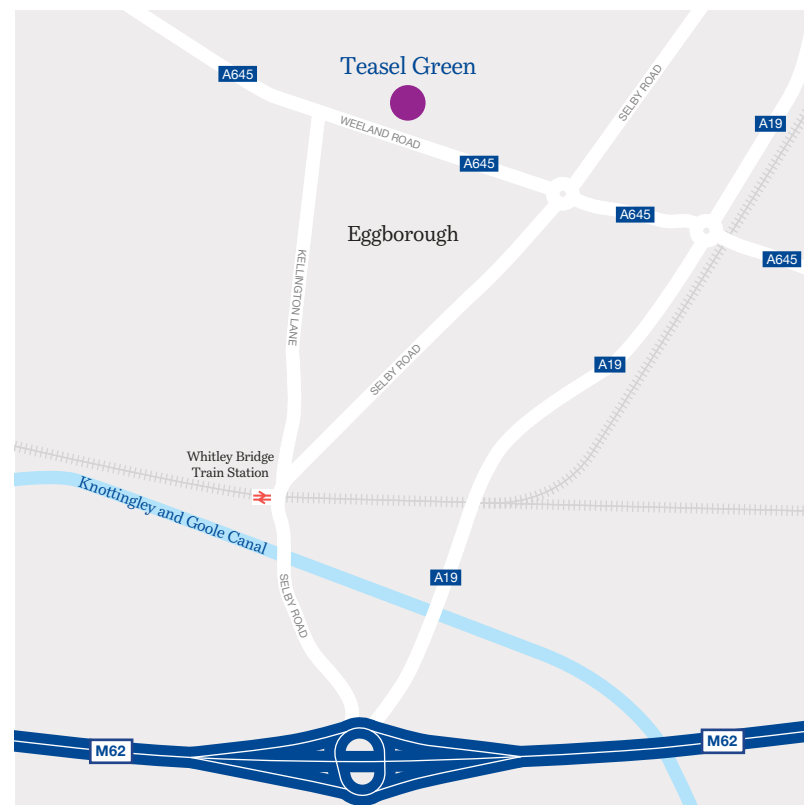 Teasel Green
A645
SELBY ROAD
A19
WEELAND ROAD
A645
A645
Eggborough
A645
KELLINGTON LANE
SELBY ROAD
A19
Whitley Bridge
Train Station
Knottingley and Goole Canal
A19
SELBY ROAD
M62
M62